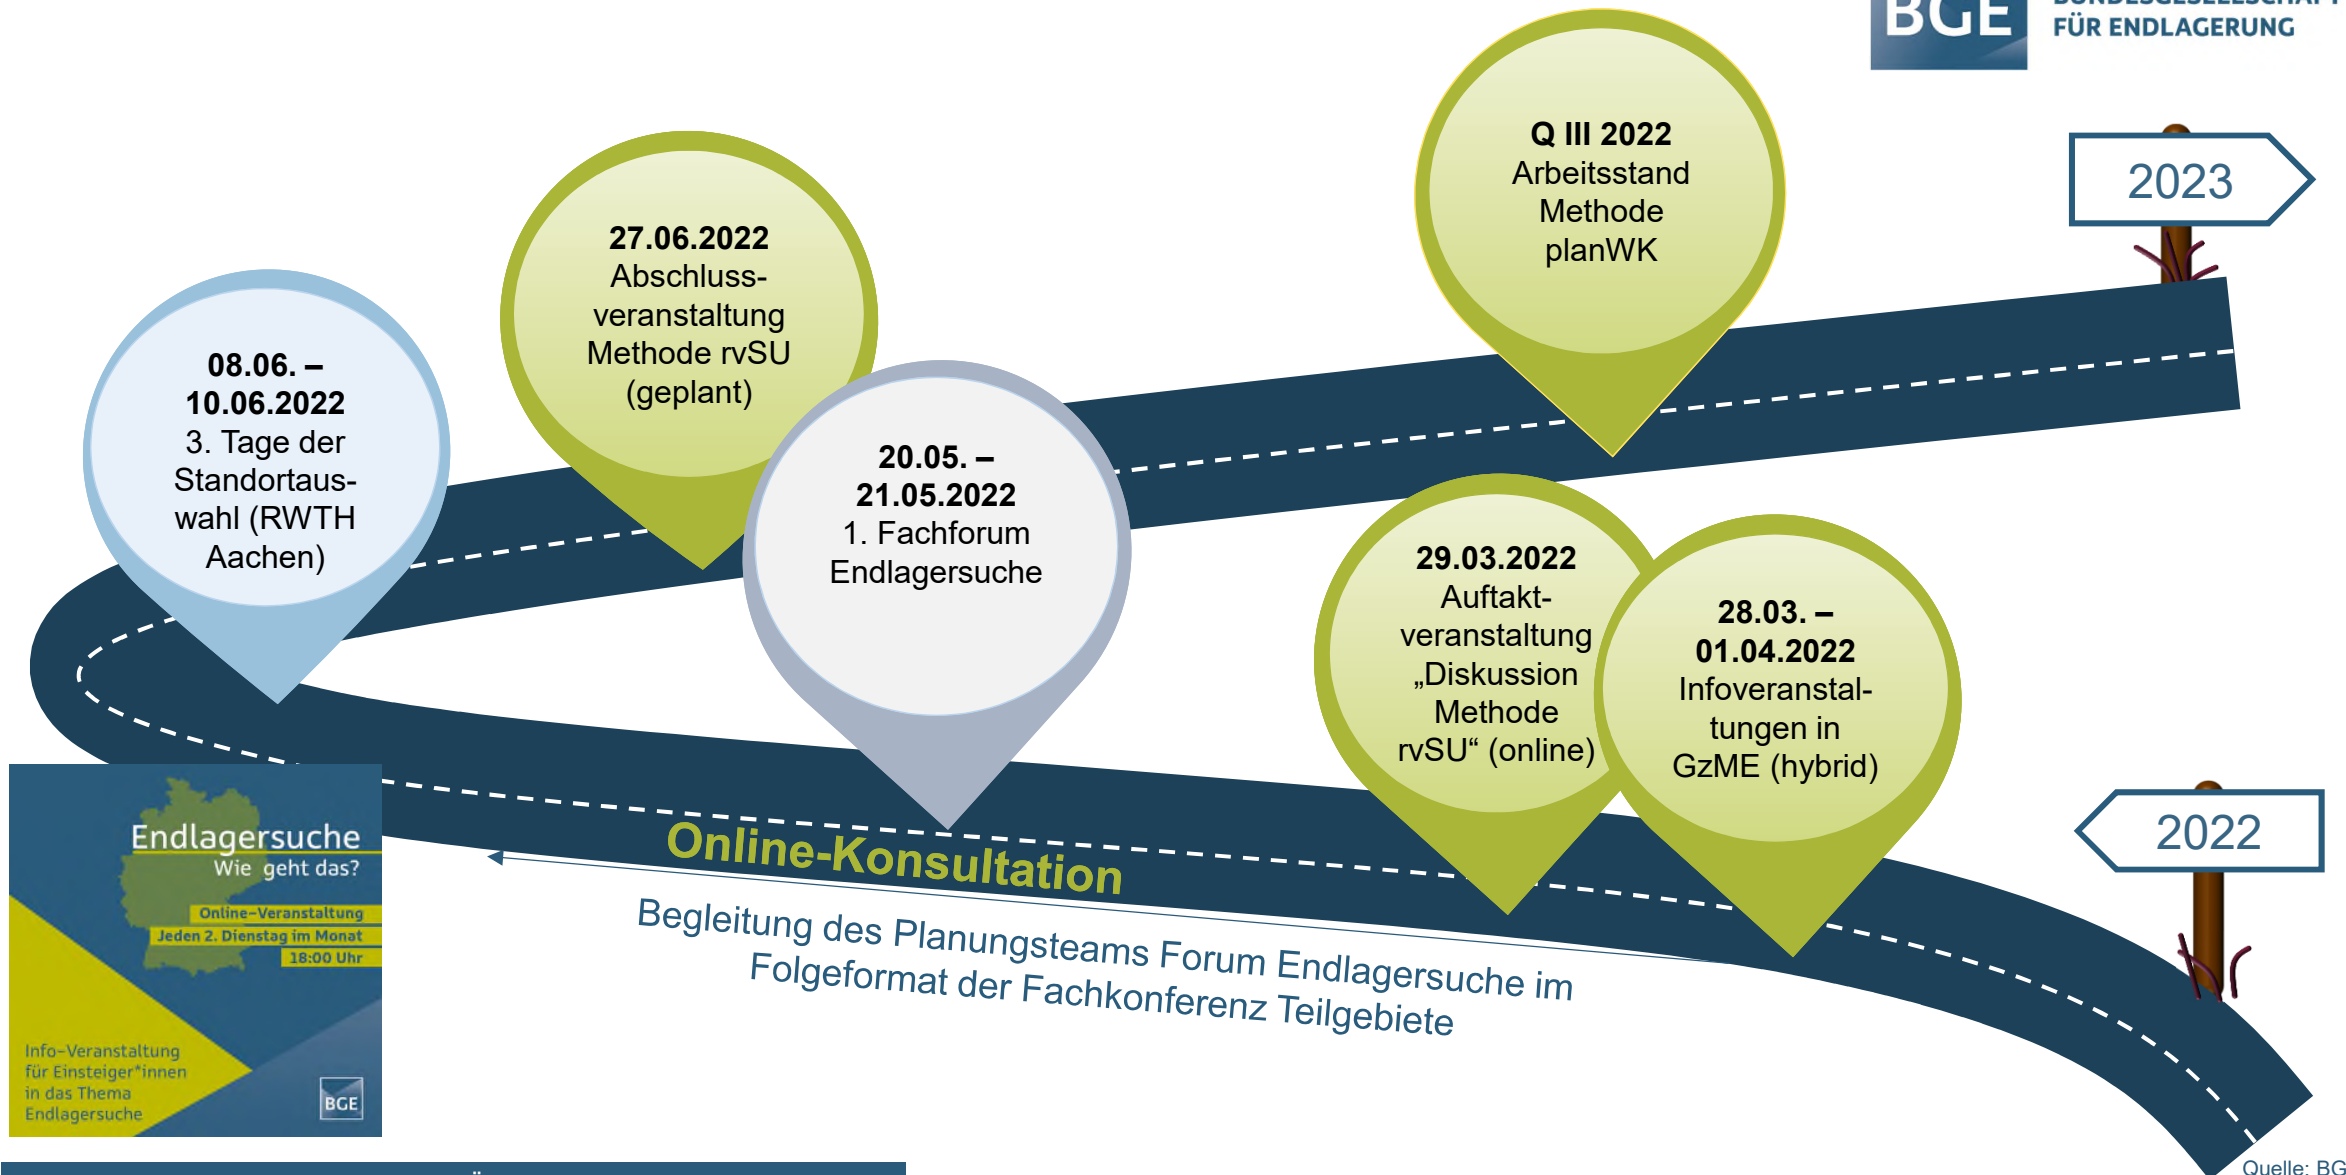 BGE
FÜR ENDLAGERUNG
Q III 2022
Arbeitsstand
Methode
planWK
2023
27.06.2022
Abschluss-
veranstaltung
Methode rvSU
(geplant)
08.06. –
10.06.2022
3. Tage der
Standortaus-
wahl (RWTH
Aachen)
20.05. –
21.05.2022
1. Fachforum
Endlagersuche
29.03.2022
Auftakt-
veranstaltung
„Diskussion
Methode
rvSU“ (online)
28.03. –
01.04.2022
Infoveranstal-
tungen in
GzME (hybrid)
2022
Online-Konsultation
Begleitung des Planungsteams Forum Endlagersuche im
Folgeformat der Fachkonferenz Teilgebiete
Endlagersuche
Wie geht das?
Online-Veranstaltung
Jeden 2. Dienstag im Monat
18:00 Uhr
Info-Veranstaltung
für Einsteiger*innen
in das Thema
Endlagersuche
BGE
Quelle: BG